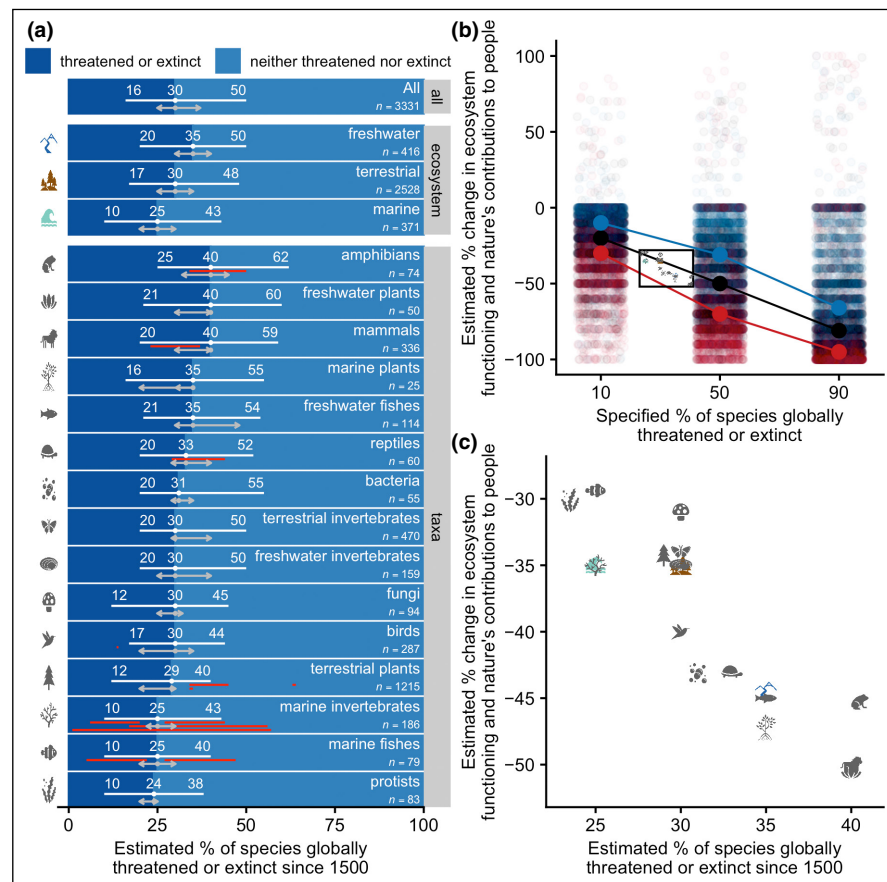 (a)
threatened or extinct
neither threatened nor extinct
16 30 50 All
n = 3331
all
20 35 50 freshwater
n = 416
17 30 48 terrestrial
n = 2528
10 25 43 marine
n = 371
ecosystem
25 40 62 amphibians
n = 74
21 40 60 freshwater plants
n = 50
20 40 59 mammals
n = 336
16 35 55 marine plants
n = 25
21 35 54 freshwater fishes
n = 114
20 33 52 reptiles
n = 60
20 31 55 bacteria
n = 55
20 30 50 terrestrial invertebrates
n = 470
20 30 50 freshwater invertebrates
n = 159
12 30 45 fungi
n = 94
17 30 44 birds
n = 287
12 29 40 terrestrial plants
n = 1215
10 25 43 marine invertebrates
n = 186
10 25 40 marine fishes
n = 79
10 24 38 protists
n = 83
taxa
0 25 50 75 100
Estimated % of species globally
threatened or extinct since 1500
(b)
Estimated % change in ecosystem
functioning and nature's contributions to people
100
50
0
−50
−100
10 50 90
Specified % of species globally
threatened or extinct
(c)
Estimated % change in ecosystem
functioning and nature's contributions to people
−30
−35
−40
−45
−50
25 30 35 40
Estimated % of species globally
threatened or extinct since 1500